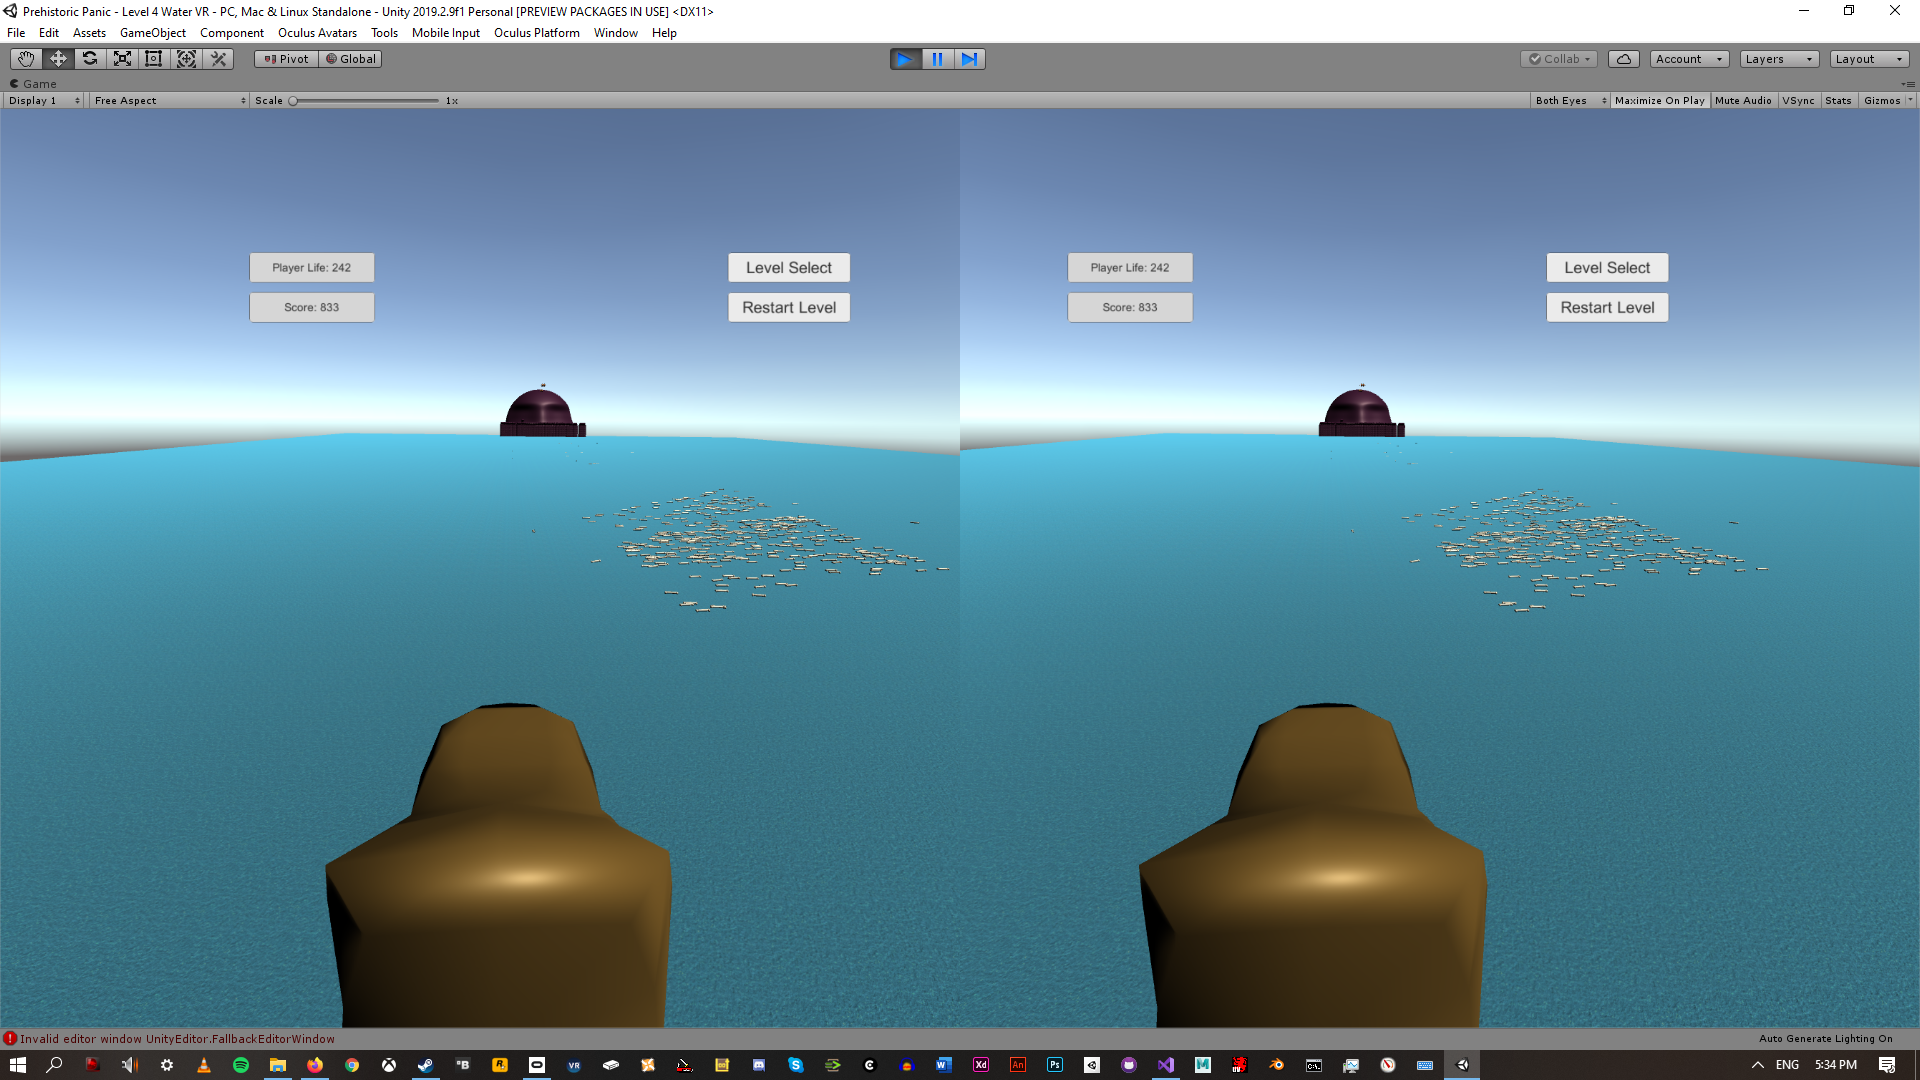 Prehistoric Panic - Level 4 Water VR - PC, Mac & Linux Standalone - Unity 2019.2.9f1 Personal [PREVIEW PACKAGES IN USE] <DX11>
File Edit Assets GameObject Component Oculus Avatars Tools Mobile Input Oculus Platform Window Help
Pivot Global Collab Account Layers Layout
Game
Display 1 Free Aspect Scale 1x Both Eyes Maximize On Play Mute Audio VSync Stats Gizmos
Player Life: 242 Level Select Player Life: 242 Level Select
Score: 833 Restart Level Score: 833 Restart Level
Invalid editor window UnityEditor.FallbackEditorWindow Auto Generate Lighting On
VR B R W Xd An Ps M ENG 5:34 PM